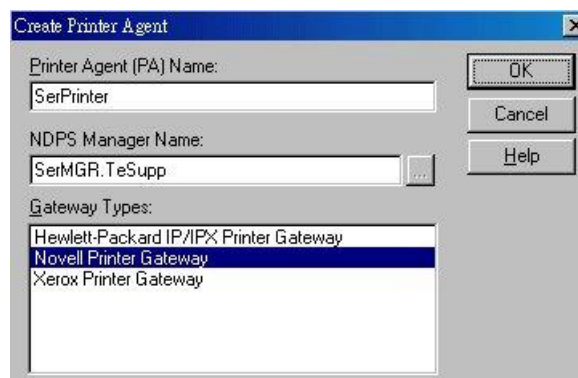 Create Printer Agent
Printer Agent (PA) Name:
SerPrinter
NDPS Manager Name:
SerMGR.TeSupp
...
Gateway Types:
Hewlett-Packard IP/IPX Printer Gateway
Novell Printer Gateway
Xerox Printer Gateway
OK
Cancel
Help